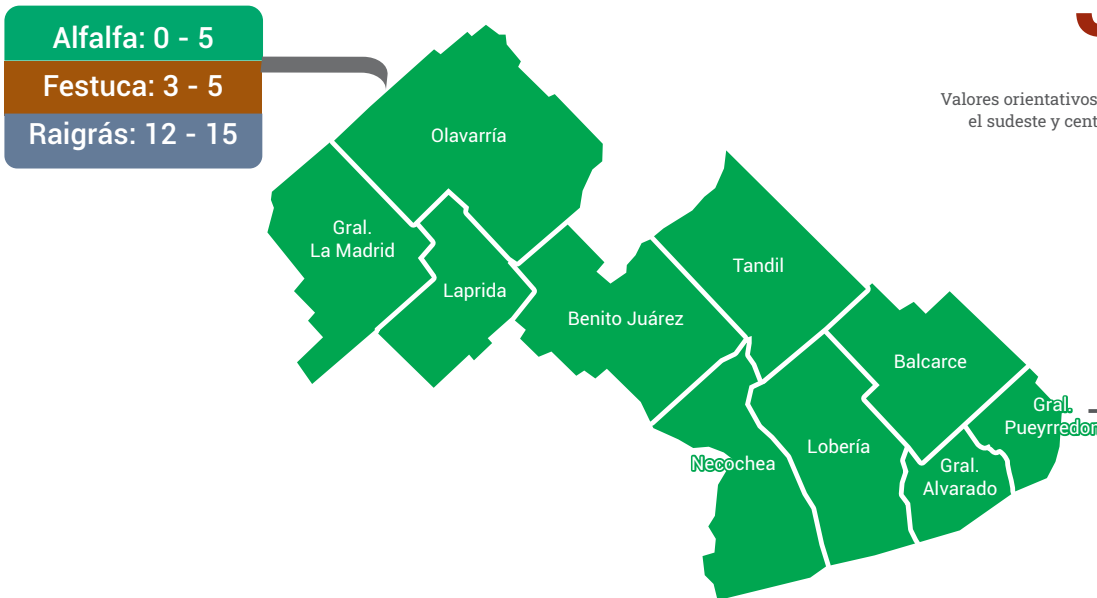 Alfalfa: 0 - 5
Festuca: 3 - 5
Raigrás: 12 - 15
Valores orientativos
el sudeste y cent
Olavarría
Gral.
La Madrid
Laprida
Benito Juárez
Tandil
Balcarce
Gral.
Pueyrredon
Necochea
Lobería
Gral.
Alvarado